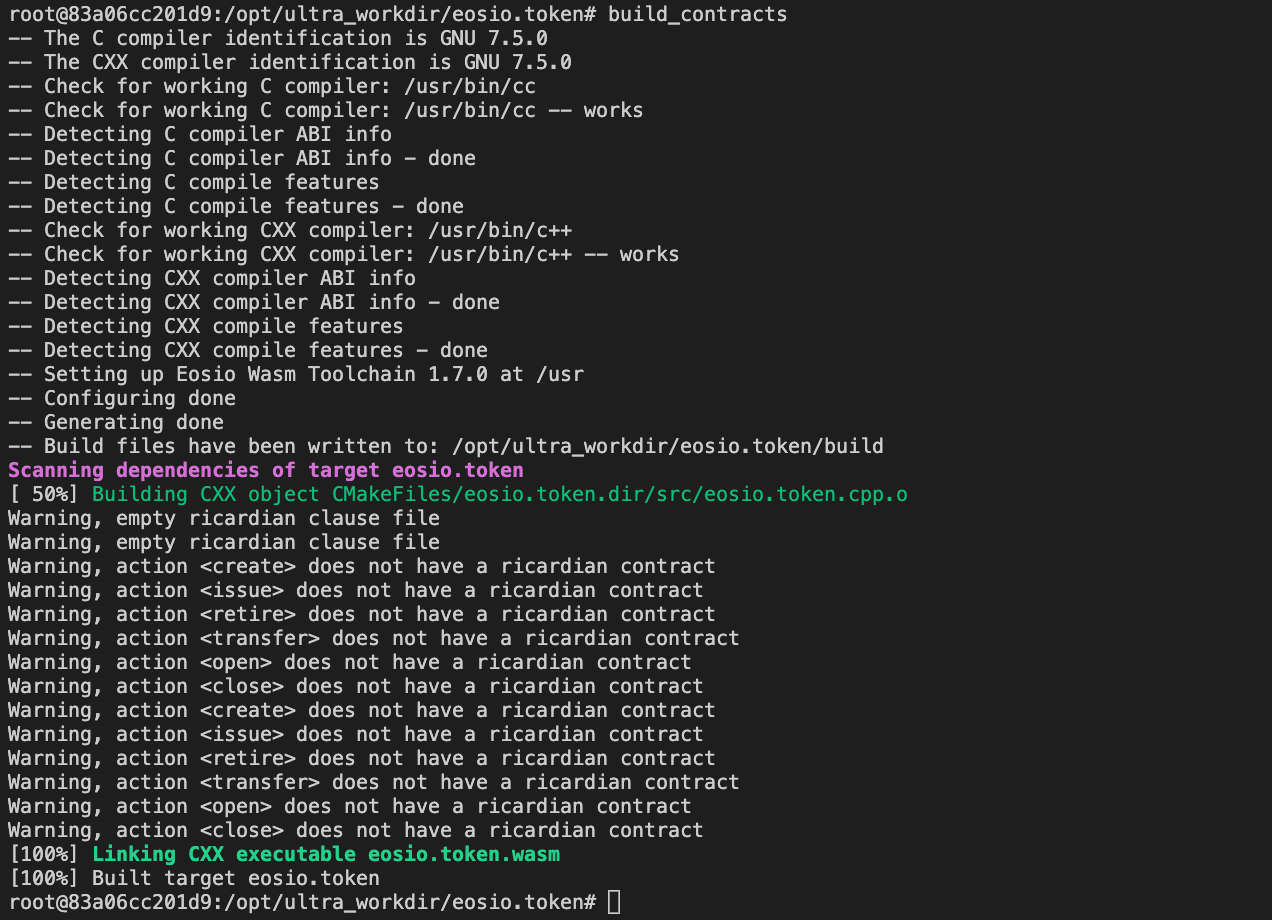 root@83a06cc201d9:/opt/ultra_workdir/eosio.token# build_contracts
-- The C compiler identification is GNU 7.5.0
-- The CXX compiler identification is GNU 7.5.0
-- Check for working C compiler: /usr/bin/cc
-- Check for working C compiler: /usr/bin/cc -- works
-- Detecting C compiler ABI info
-- Detecting C compiler ABI info - done
-- Detecting C compile features
-- Detecting C compile features - done
-- Check for working CXX compiler: /usr/bin/c++
-- Check for working CXX compiler: /usr/bin/c++ -- works
-- Detecting CXX compiler ABI info
-- Detecting CXX compiler ABI info - done
-- Detecting CXX compile features
-- Detecting CXX compile features - done
-- Setting up Eosio Wasm Toolchain 1.7.0 at /usr
-- Configuring done
-- Generating done
-- Build files have been written to: /opt/ultra_workdir/eosio.token/build
Scanning dependencies of target eosio.token
[ 50%] Building CXX object CMakeFiles/eosio.token.dir/src/eosio.token.cpp.o
Warning, empty ricardian clause file
Warning, empty ricardian clause file
Warning, action <create> does not have a ricardian contract
Warning, action <issue> does not have a ricardian contract
Warning, action <retire> does not have a ricardian contract
Warning, action <transfer> does not have a ricardian contract
Warning, action <open> does not have a ricardian contract
Warning, action <close> does not have a ricardian contract
Warning, action <create> does not have a ricardian contract
Warning, action <issue> does not have a ricardian contract
Warning, action <retire> does not have a ricardian contract
Warning, action <transfer> does not have a ricardian contract
Warning, action <open> does not have a ricardian contract
Warning, action <close> does not have a ricardian contract
[100%] Linking CXX executable eosio.token.wasm
[100%] Built target eosio.token
root@83a06cc201d9:/opt/ultra_workdir/eosio.token#